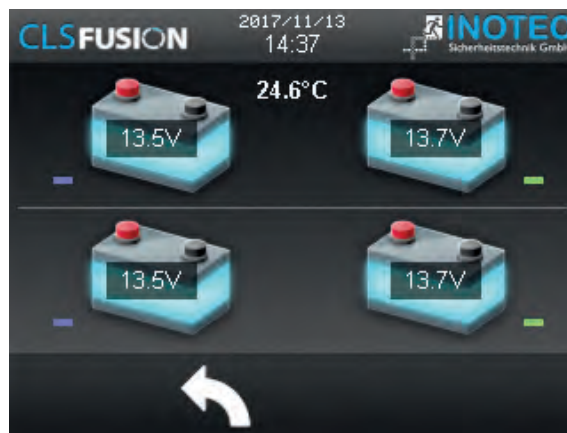 CLSFUSION
2017/11/13
14:37
INOTEC
Sicherheitstechnik GmbH
24.6°C
13.5V
13.7V
13.5V
13.7V